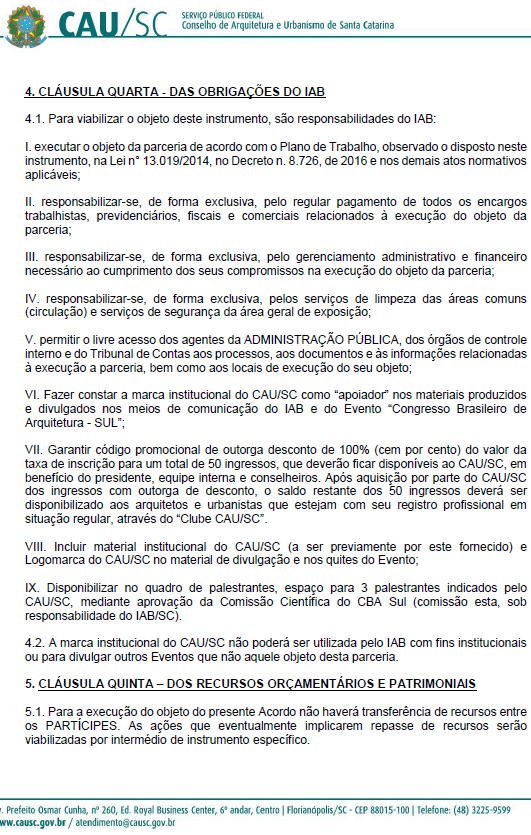 CAU/SC
SERVIÇO PÚBLICO FEDERAL
Conselho de Arquitetura e Urbanismo de Santa Catarina
4. CLÁUSULA QUARTA - DAS OBRIGAÇÕES DO IAB
4.1. Para viabilizar o objeto deste instrumento, são responsabilidades do IAB:
I. executar o objeto da parceria de acordo com o Plano de Trabalho, observado o disposto neste
instrumento, na Lei n° 13.019/2014, no Decreto n. 8.726, de 2016 e nos demais atos normativos
aplicáveis;
II. responsabilizar-se, de forma exclusiva, pelo regular pagamento de todos os encargos
trabalhistas, previdenciários, fiscais e comerciais relacionados à execução do objeto da
parceria;
III. responsabilizar-se, de forma exclusiva, pelo gerenciamento administrativo e financeiro
necessário ao cumprimento dos seus compromissos na execução do objeto da parceria;
IV. responsabilizar-se, de forma exclusiva, pelos serviços de limpeza das áreas comuns
(circulação) e serviços de segurança da área geral de exposição;
V. permitir o livre acesso dos agentes da ADMINISTRAÇÃO PÚBLICA, dos órgãos de controle
interno e do Tribunal de Contas aos processos, aos documentos e às informações relacionadas
à execução a parceria, bem como aos locais de execução do seu objeto;
VI. Fazer constar a marca institucional do CAU/SC como “apoiador” nos materiais produzidos
e divulgados nos meios de comunicação do IAB e do Evento “Congresso Brasileiro de
Arquitetura - SUL”;
VII. Garantir código promocional de outorga desconto de 100% (cem por cento) do valor da
taxa de inscrição para um total de 50 ingressos, que deverão ficar disponíveis ao CAU/SC, em
benefício do presidente, equipe interna e conselheiros. Após aquisição por parte do CAU/SC
dos ingressos com outorga de desconto, o saldo restante dos 50 ingressos deverá ser
disponibilizado aos arquitetos e urbanistas que estejam com seu registro profissional em
situação regular, através do “Clube CAU/SC”.
VIII. Incluir material institucional do CAU/SC (a ser previamente por este fornecido) e
Logomarca do CAU/SC no material de divulgação e nos quites do Evento;
IX. Disponibilizar no quadro de palestrantes, espaço para 3 palestrantes indicados pelo
CAU/SC, mediante aprovação da Comissão Científica do CBA Sul (comissão esta, sob
responsabilidade do IAB/SC).
4.2. A marca institucional do CAU/SC não poderá ser utilizada pelo IAB com fins institucionais
ou para divulgar outros Eventos que não aquele objeto desta parceria.
5. CLÁUSULA QUINTA – DOS RECURSOS ORÇAMENTÁRIOS E PATRIMONIAIS
5.1. Para a execução do objeto do presente Acordo não haverá transferência de recursos entre
os PARTÍCIPES. As ações que eventualmente implicarem repasse de recursos serão
viabilizadas por intermédio de instrumento específico.
. Prefeito Osmar Cunha, nº 260, Ed. Royal Business Center, 6º andar, Centro | Florianópolis/SC - CEP 88015-100 | Telefone: (48) 3225-9599
ww.causc.gov.br / atendimento@causc.gov.br